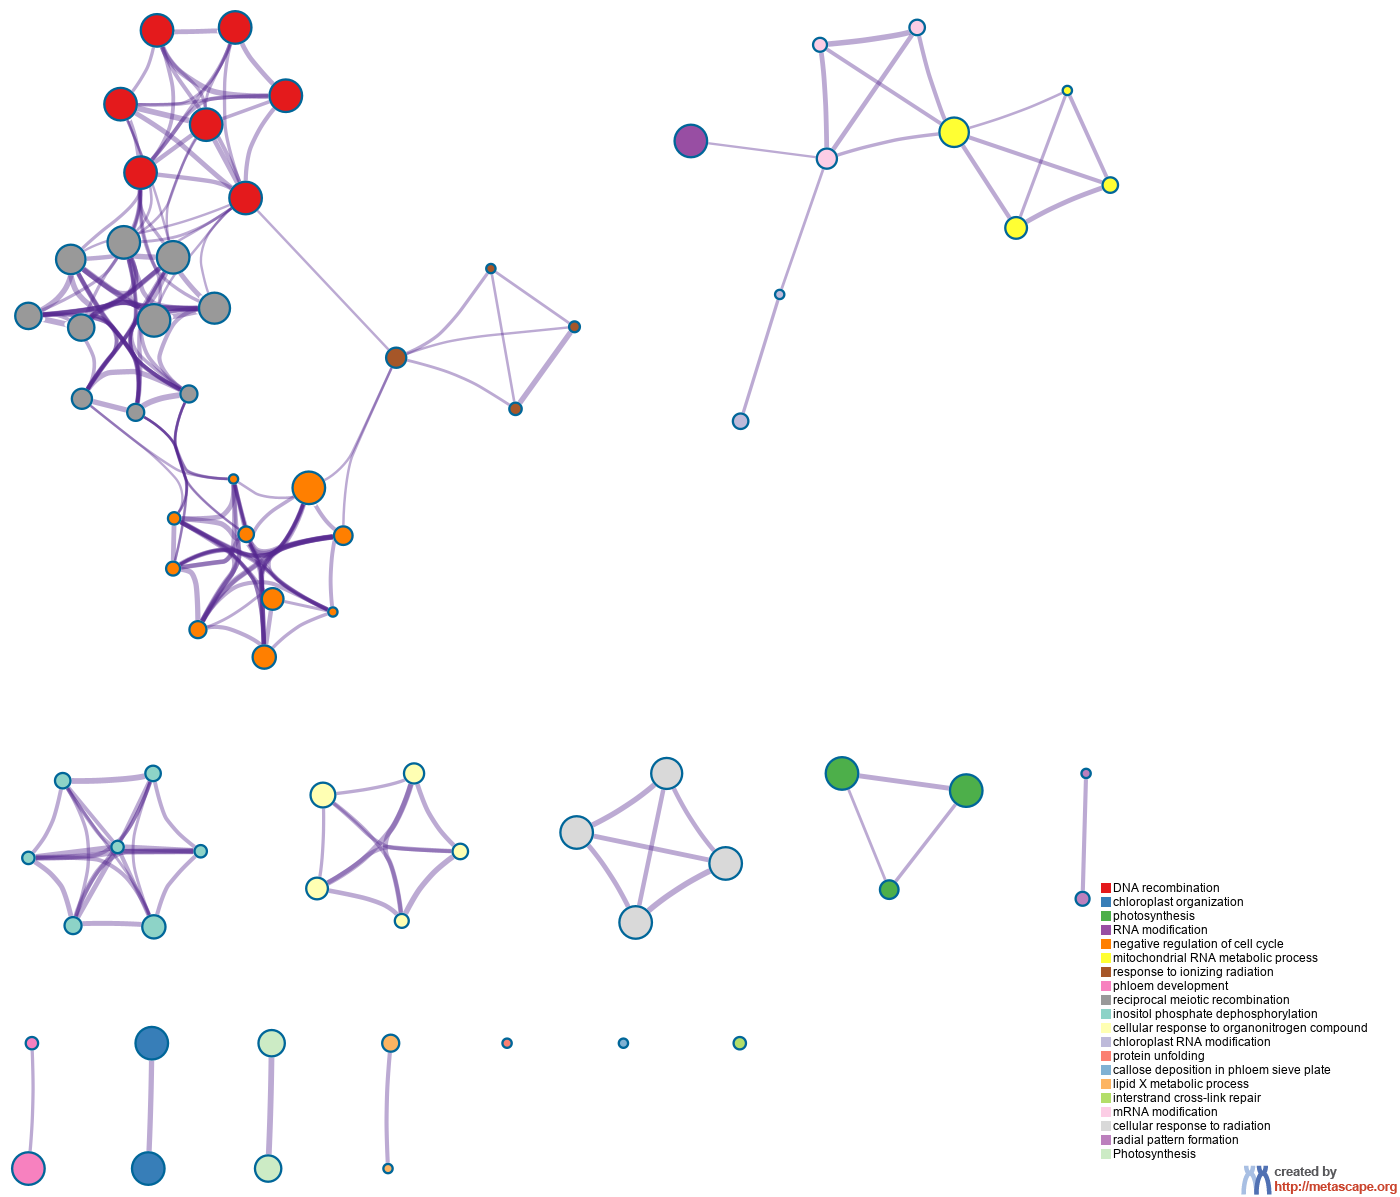 DNA recombination
chloroplast organization
photosynthesis
RNA modification
negative regulation of cell cycle
mitochondrial RNA metabolic process
response to ionizing radiation
phloem development
reciprocal meiotic recombination
inositol phosphate dephosphorylation
cellular response to organonitrogen compound
chloroplast RNA modification
protein unfolding
callose deposition in phloem sieve plate
lipid X metabolic process
interstrand cross-link repair
mRNA modification
cellular response to radiation
radial pattern formation
Photosynthesis
created by
http://metascape.org